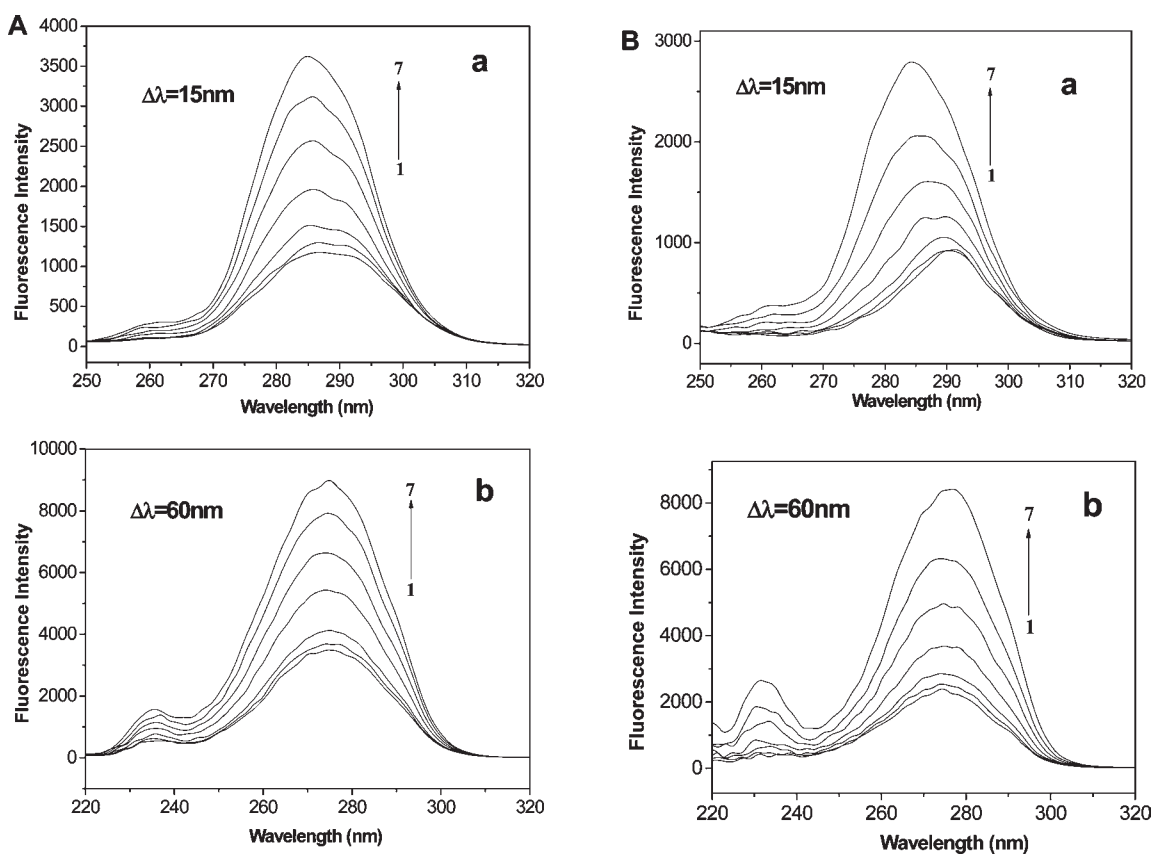 A
a
Δλ=15nm
7
1
4000
3500
3000
2500
2000
1500
1000
500
0
Fluorescence Intensity
250 260 270 280 290 300 310 320
Wavelength (nm)
B
a
Δλ=15nm
7
1
3000
2000
1000
0
Fluorescence Intensity
250 260 270 280 290 300 310 320
Wavelength (nm)
b
Δλ=60nm
7
1
10000
8000
6000
4000
2000
0
Fluorescence Intensity
220 240 260 280 300 320
Wavelength (nm)
b
Δλ=60nm
7
1
8000
6000
4000
2000
0
Fluorescence Intensity
220 240 260 280 300 320
Wavelength (nm)